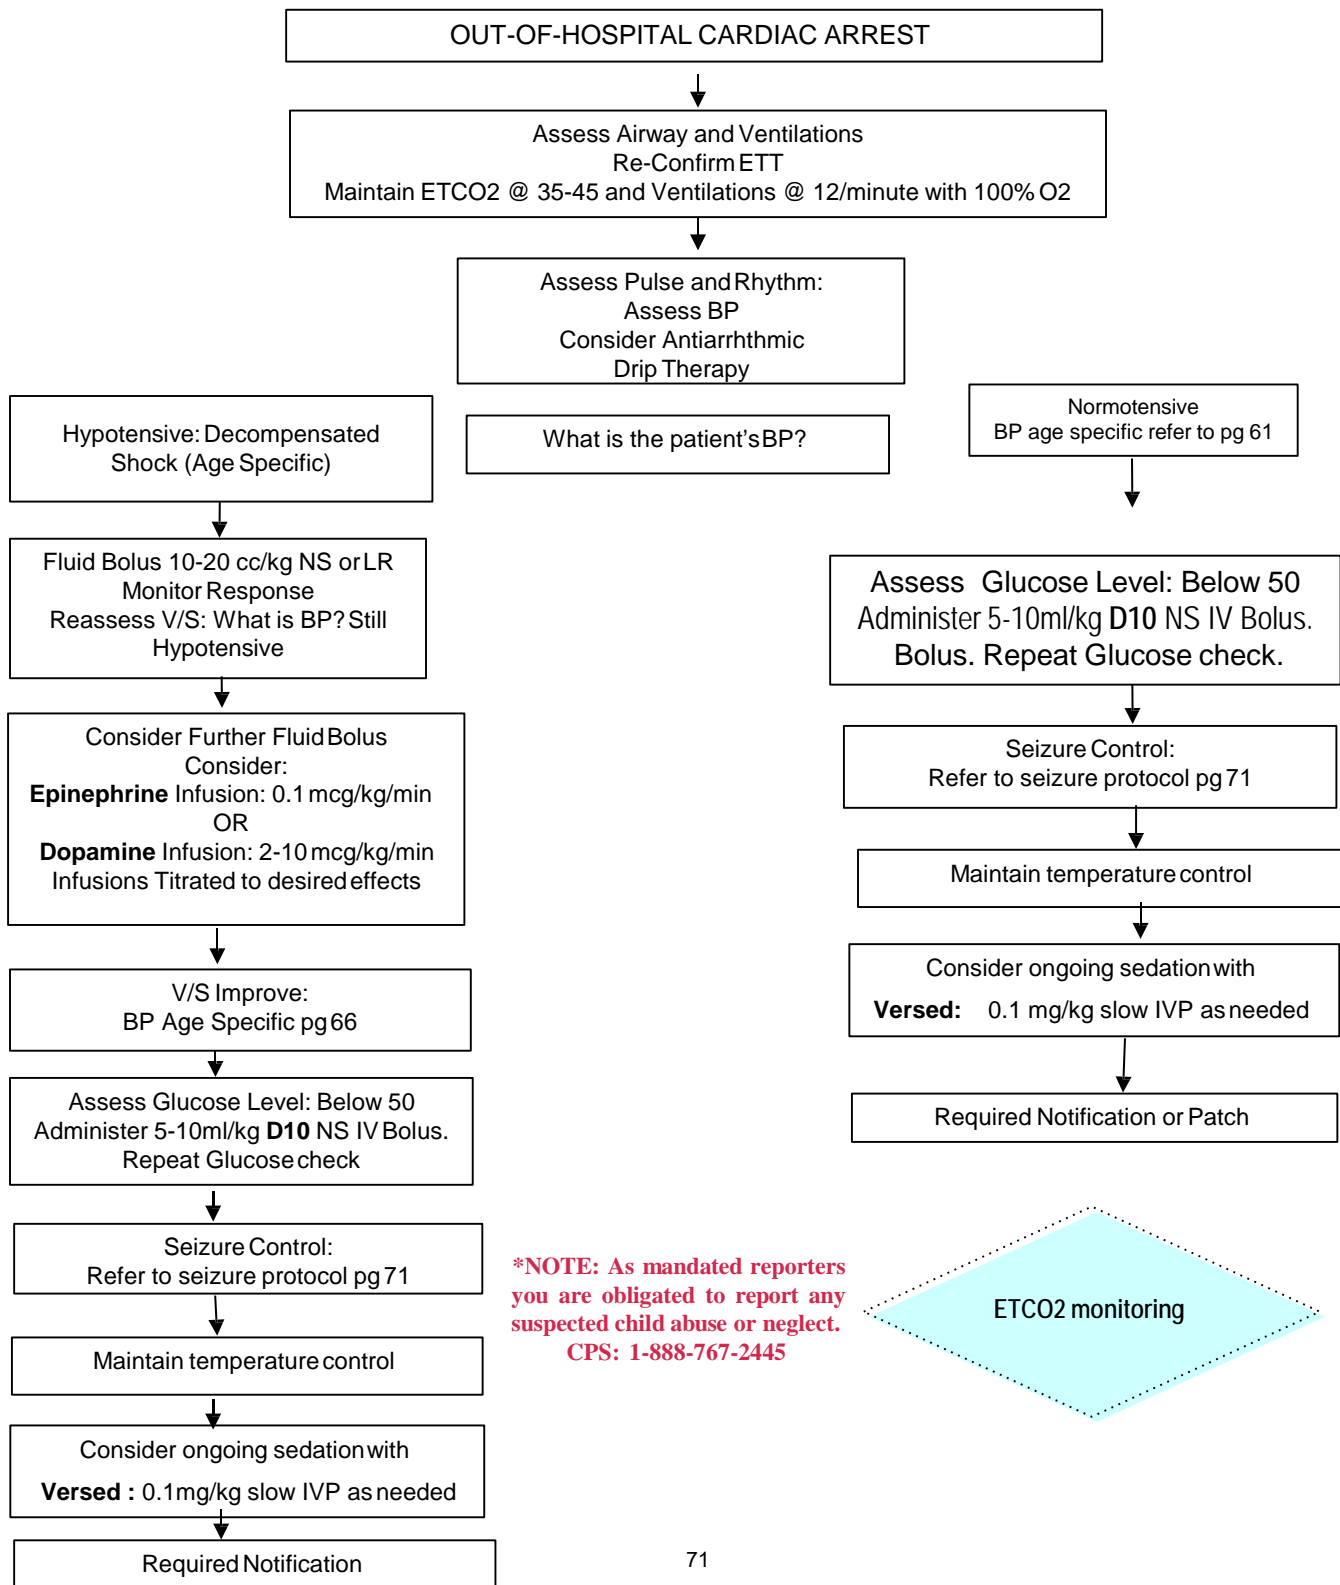 OUT-OF-HOSPITAL CARDIAC ARREST
Assess Airway and Ventilations
Re-Confirm ETT
Maintain ETCO2 @ 35-45 and Ventilations @ 12/minute with 100% O2
Assess Pulse and Rhythm:
Assess BP
Consider Antiarrhthmic
Drip Therapy
What is the patient's BP?
Hypotensive: Decompensated
Shock (Age Specific)
Fluid Bolus 10-20 cc/kg NS or LR
Monitor Response
Reassess V/S: What is BP? Still
Hypotensive
Consider Further Fluid Bolus
Consider:
Epinephrine Infusion: 0.1 mcg/kg/min
OR
Dopamine Infusion: 2-10 mcg/kg/min
Infusions Titrated to desired effects
V/S Improve:
BP Age Specific pg 66
Assess Glucose Level: Below 50
Administer 5-10ml/kg D10 NS IV Bolus.
Repeat Glucose check
Seizure Control:
Refer to seizure protocol pg 71
Maintain temperature control
Consider ongoing sedation with
Versed : 0.1mg/kg slow IVP as needed
Required Notification
Normotensive
BP age specific refer to pg 61
Assess Glucose Level: Below 50
Administer 5-10ml/kg D10 NS IV Bolus.
Bolus. Repeat Glucose check.
Seizure Control:
Refer to seizure protocol pg 71
Maintain temperature control
Consider ongoing sedation with
Versed: 0.1 mg/kg slow IVP as needed
Required Notification or Patch
*NOTE: As mandated reporters
you are obligated to report any
suspected child abuse or neglect.
CPS: 1-888-767-2445
ETCO2 monitoring
71